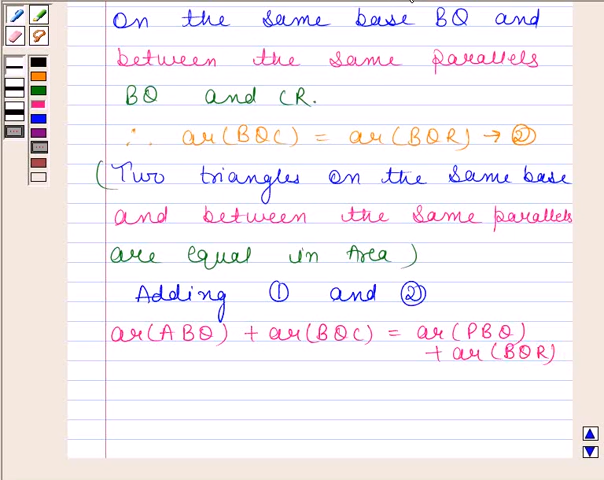 On the same base BQ and
between the same parallels
BQ and CR.
∴ ar(BQC) = ar(BQR) → ②
(Two triangles on the same base
and between the same parallels
are equal in Area)
Adding ① and ②
ar(ABQ) + ar(BQC) = ar(PBQ)
+ ar(BQR)